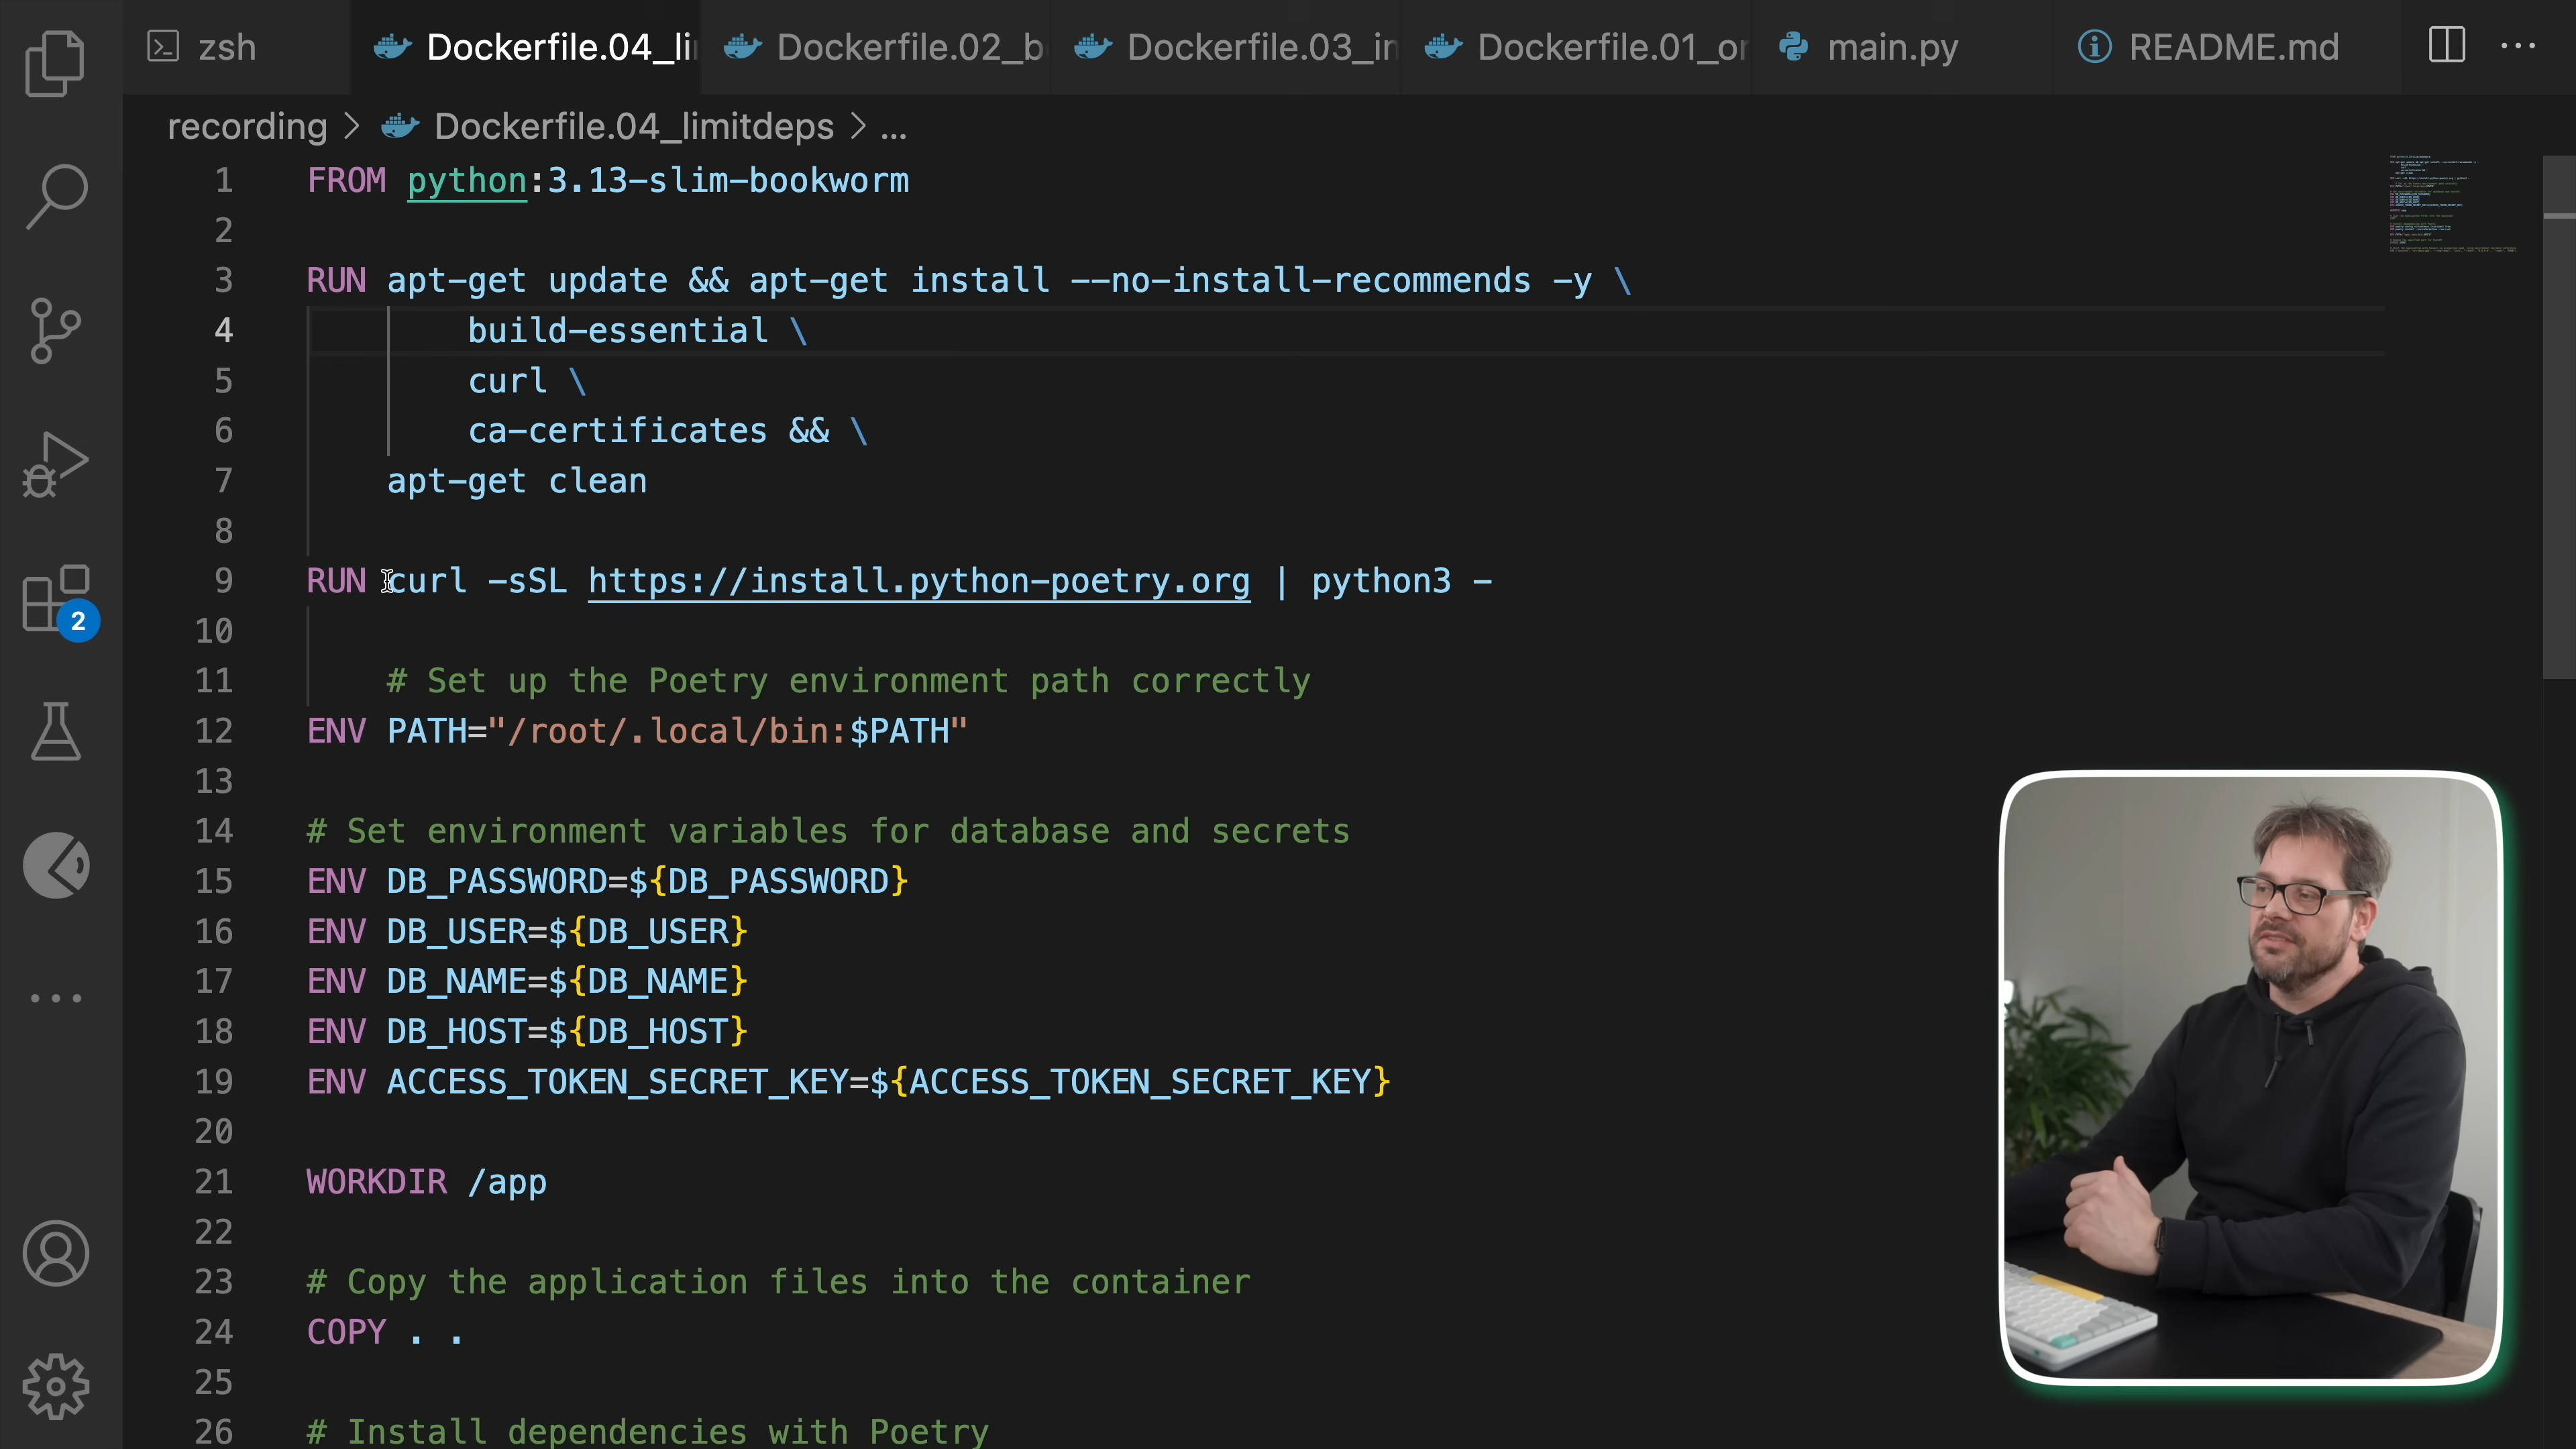 zsh
Dockerfile.04_li
Dockerfile.02_b
Dockerfile.03_in
Dockerfile.01_or
main.py
README.md
recording > Dockerfile.04_limitdeps > ...
1 FROM python:3.13-slim-bookworm
2
3 RUN apt-get update && apt-get install --no-install-recommends -y \
4 build-essential \
5 curl \
6 ca-certificates && \
7 apt-get clean
8
9 RUN curl -sSL https://install.python-poetry.org | python3 -
10
11 # Set up the Poetry environment path correctly
12 ENV PATH="/root/.local/bin:$PATH"
13
14 # Set environment variables for database and secrets
15 ENV DB_PASSWORD=${DB_PASSWORD}
16 ENV DB_USER=${DB_USER}
17 ENV DB_NAME=${DB_NAME}
18 ENV DB_HOST=${DB_HOST}
19 ENV ACCESS_TOKEN_SECRET_KEY=${ACCESS_TOKEN_SECRET_KEY}
20
21 WORKDIR /app
22
23 # Copy the application files into the container
24 COPY . .
25
26 # Install dependencies with Poetry
2